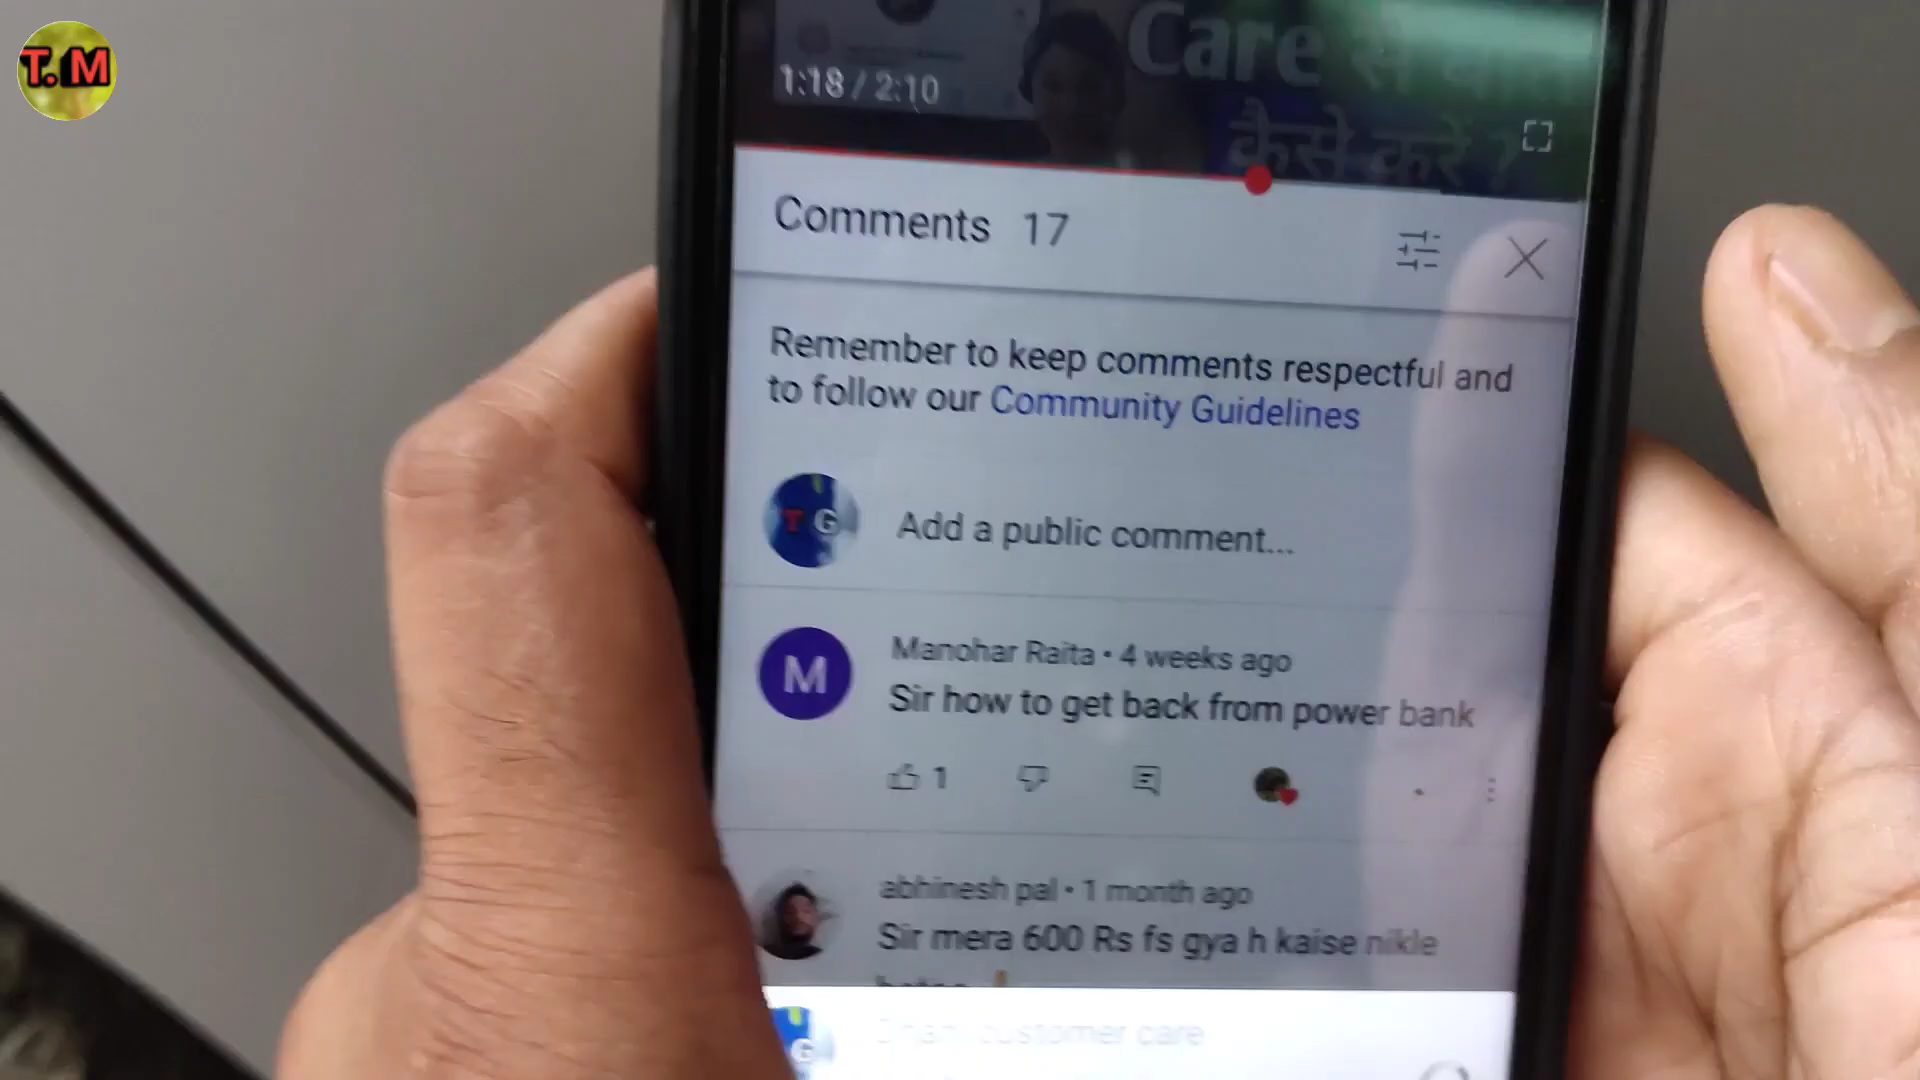 T. M
Care से बात
1:18 / 2:10
कैसे करें ?
Comments 17
Remember to keep comments respectful and
to follow our Community Guidelines
T G
Add a public comment...
M
Manohar Raita • 4 weeks ago
Sir how to get back from power bank
1
abhinesh pal • 1 month ago
Sir mera 600 Rs fs gya h kaise nikle
G
customer care